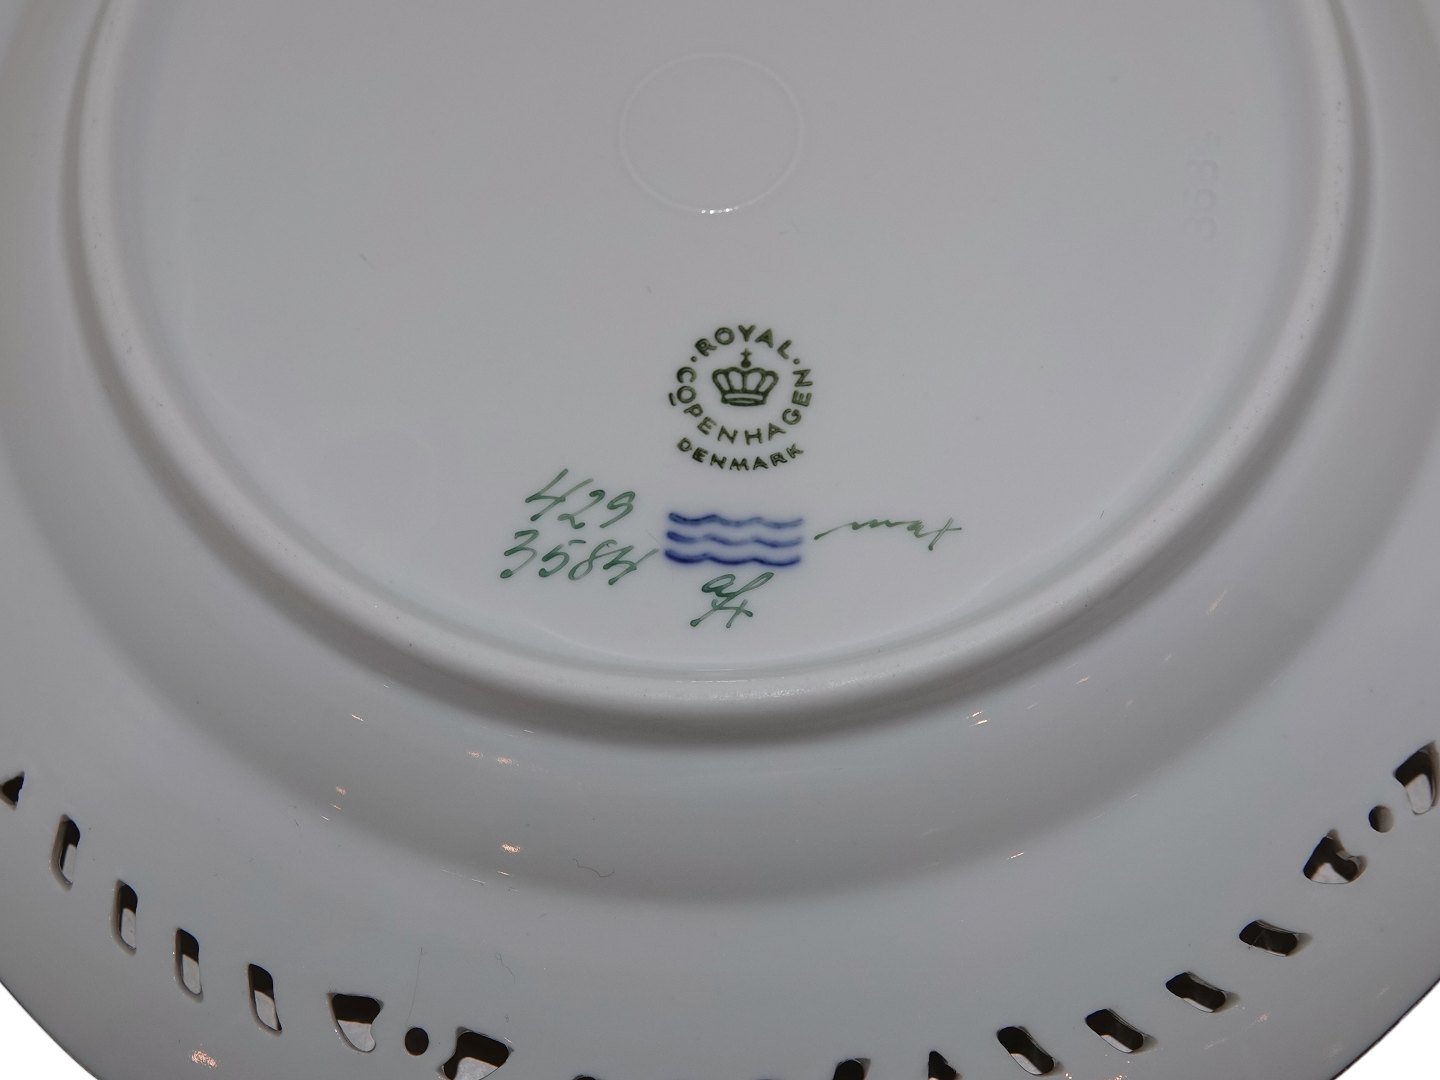 ROYAL
COPENHAGEN
DENMARK
429
3584